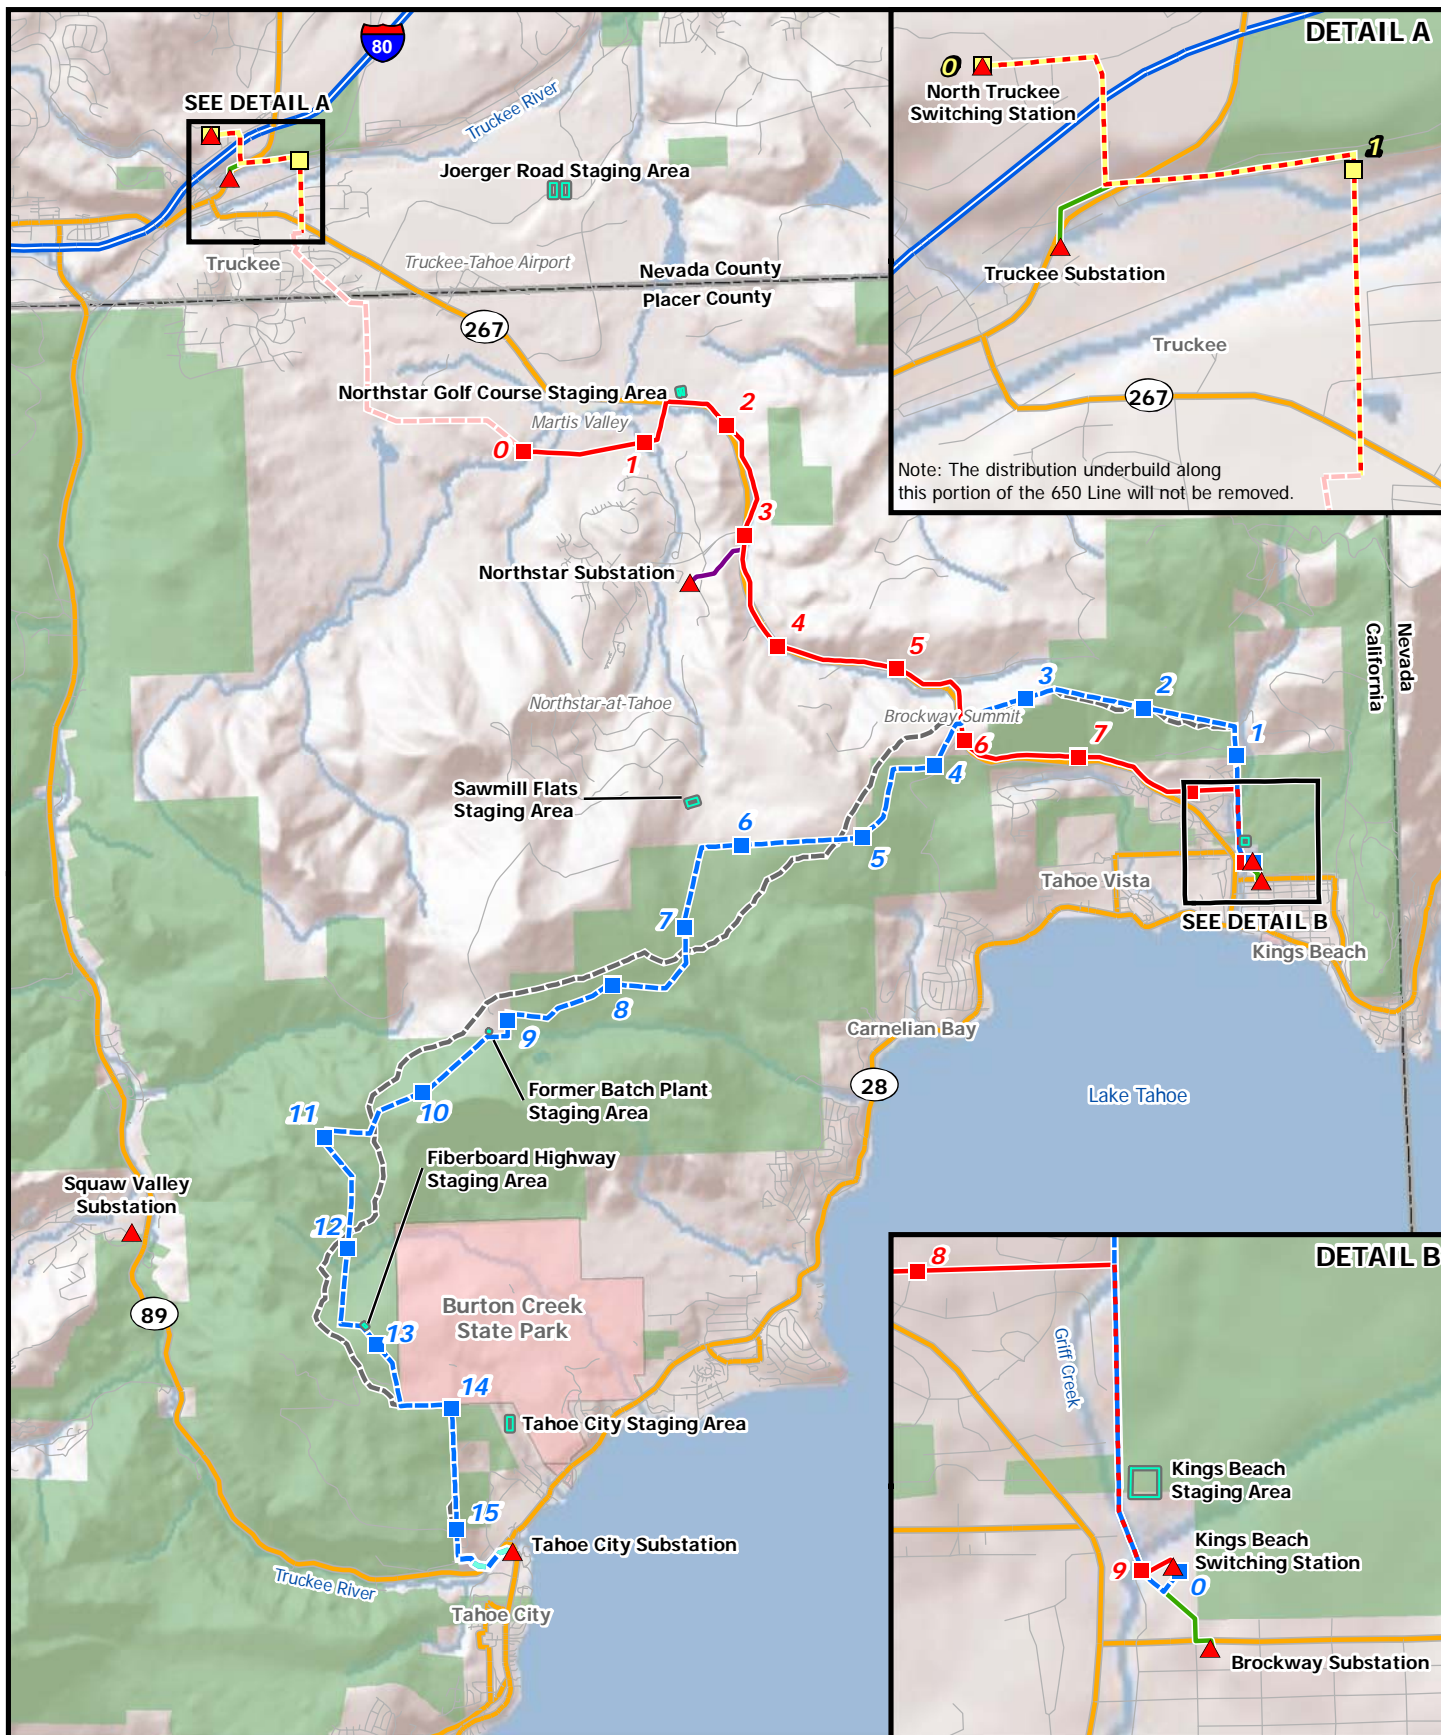 80
SEE DETAIL A
Truckee River
Joerger Road Staging Area
Truckee
Truckee-Tahoe Airport
Nevada County
Placer County
267
Northstar Golf Course Staging Area
Martis Valley
0
1
2
3
Northstar Substation
4
5
Northstar-at-Tahoe
Brockway Summit
6
7
3
2
1
4
California
Nevada
Sawmill Flats
Staging Area
6
5
Tahoe Vista
SEE DETAIL B
Kings Beach
7
8
9
Carnelian Bay
28
Lake Tahoe
Former Batch Plant
Staging Area
10
11
Fiberboard Highway
Staging Area
Squaw Valley
Substation
12
89
Burton Creek
State Park
13
14
Tahoe City Staging Area
15
Tahoe City Substation
Truckee River
Tahoe City
DETAIL A
0
North Truckee
Switching Station
1
Truckee Substation
Truckee
267
Note: The distribution underbuild along
this portion of the 650 Line will not be removed.
DETAIL B
8
Griff Creek
Kings Beach
Staging Area
Kings Beach
Switching Station
9
0
Brockway Substation